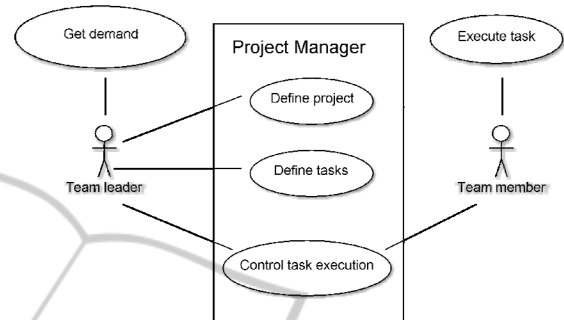 Get demand
Project Manager
Execute task
Define project
Define tasks
Team leader
Team member
Control task execution